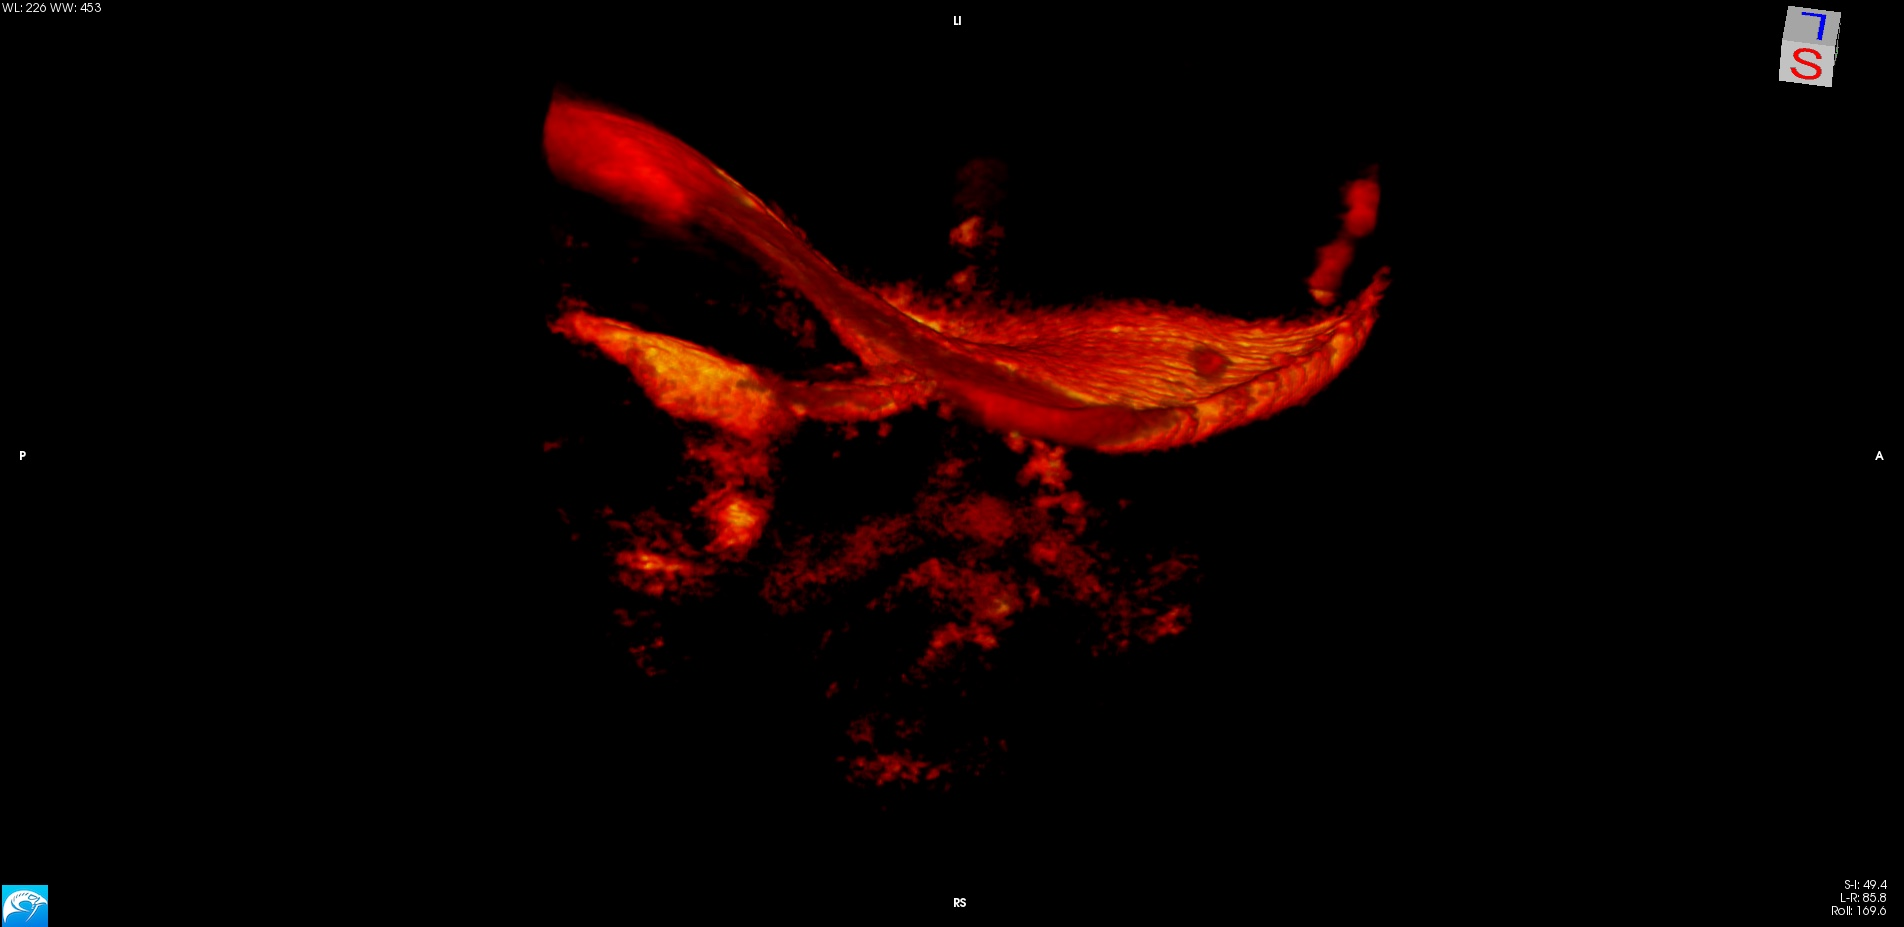 WL: 226 WW: 453
LI
L
S
P
A
S-I: 49.4
L-R: 85.8
Roll: 169.6
RS